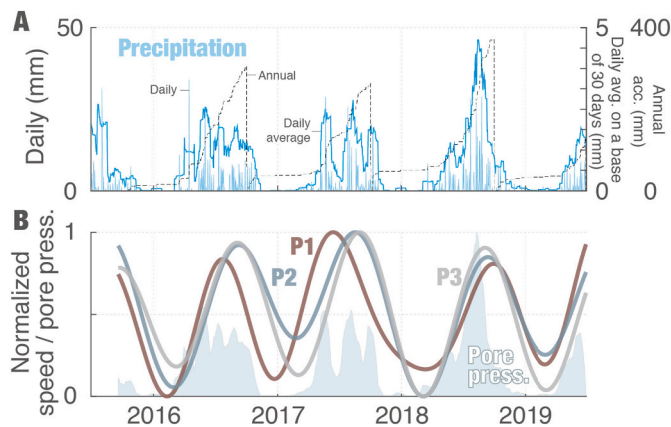 A
50
Precipitation
5
400
Daily (mm)
Daily
Annual
Daily
average
Daily avg. on a base
of 30 days (mm)
Annual
acc. (mm)
0
0
0
B
1
P1
P2
P3
Normalized
speed / pore press.
Pore
press.
0
2016
2017
2018
2019